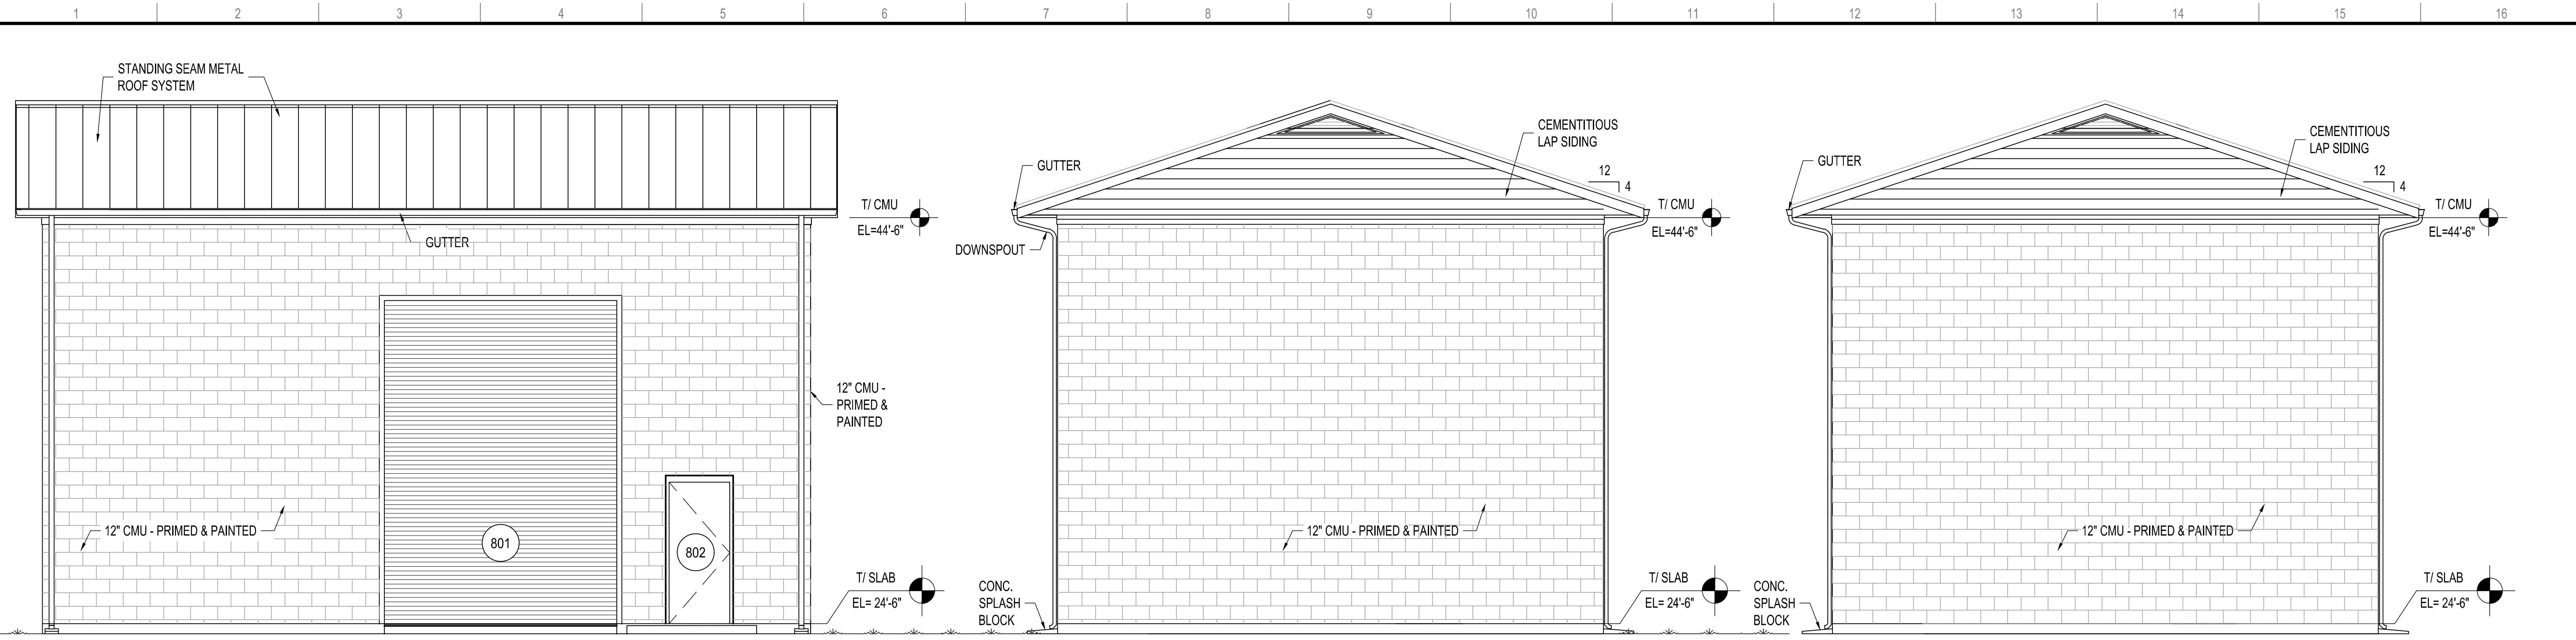 1 2 3 4 5 6 7 8 9 10 11 12 13 14 15 16
STANDING SEAM METAL
ROOF SYSTEM
GUTTER
T/ CMU
EL=44'-6"
12" CMU -
PRIMED &
PAINTED
12" CMU - PRIMED & PAINTED
801
802
T/ SLAB
EL= 24'-6"
GUTTER
CEMENTITIOUS
LAP SIDING
12
4
T/ CMU
EL=44'-6"
DOWNSPOUT
12" CMU - PRIMED & PAINTED
CONC.
SPLASH
BLOCK
T/ SLAB
EL= 24'-6"
GUTTER
CEMENTITIOUS
LAP SIDING
12
4
T/ CMU
EL=44'-6"
12" CMU - PRIMED & PAINTED
CONC.
SPLASH
BLOCK
T/ SLAB
EL= 24'-6"